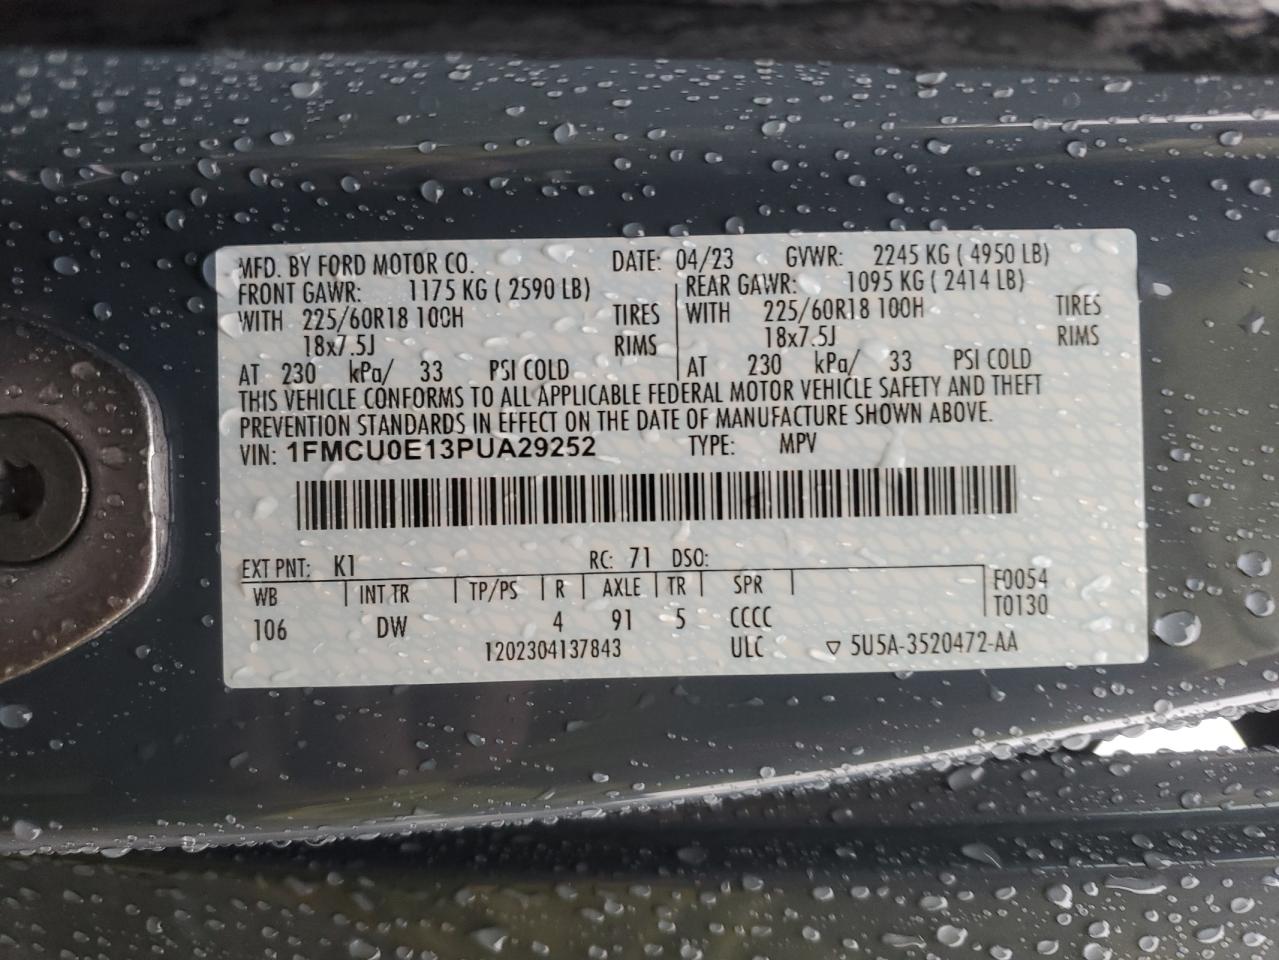 MFD. BY FORD MOTOR CO. DATE: 04/23 GVWR: 2245 KG ( 4950 LB)
FRONT GAWR: 1175 KG ( 2590 LB) REAR GAWR: 1095 KG ( 2414 LB)
WITH 225/60R18 100H TIRES WITH 225/60R18 100H TIRES
18x7.5J RIMS 18x7.5J RIMS
AT 230 kPa/ 33 PSI COLD AT 230 kPa/ 33 PSI COLD
THIS VEHICLE CONFORMS TO ALL APPLICABLE FEDERAL MOTOR VEHICLE SAFETY AND THEFT
PREVENTION STANDARDS IN EFFECT ON THE DATE OF MANUFACTURE SHOWN ABOVE.
VIN: 1FMCU0E13PUA29252 TYPE: MPV
EXT PNT: K1 RC: 71 DSO:
WB INT TR TP/PS R AXLE TR SPR F0054
106 DW 4 91 5 CCCC T0130
1202304137843 ULC ▽ 5U5A-3520472-AA